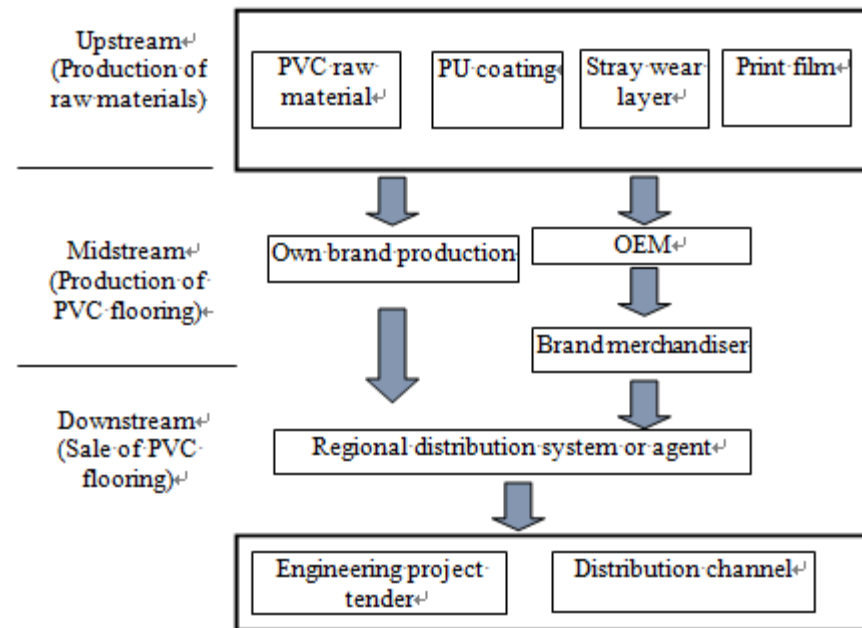 Upstream
(Production of
raw materials)
PVC raw
material
PU coating
Stray wear
layer
Print film
Midstream
(Production of
PVC flooring)
Own brand production
OEM
Brand merchandiser
Downstream
(Sale of PVC
flooring)
Regional distribution system or agent
Engineering project
tender
Distribution channel